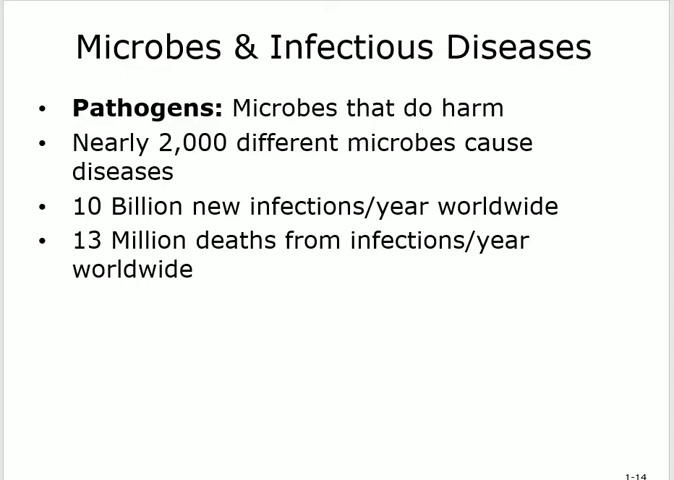 Microbes & Infectious Diseases
• Pathogens: Microbes that do harm
• Nearly 2,000 different microbes cause
diseases
• 10 Billion new infections/year worldwide
• 13 Million deaths from infections/year
worldwide
1-14